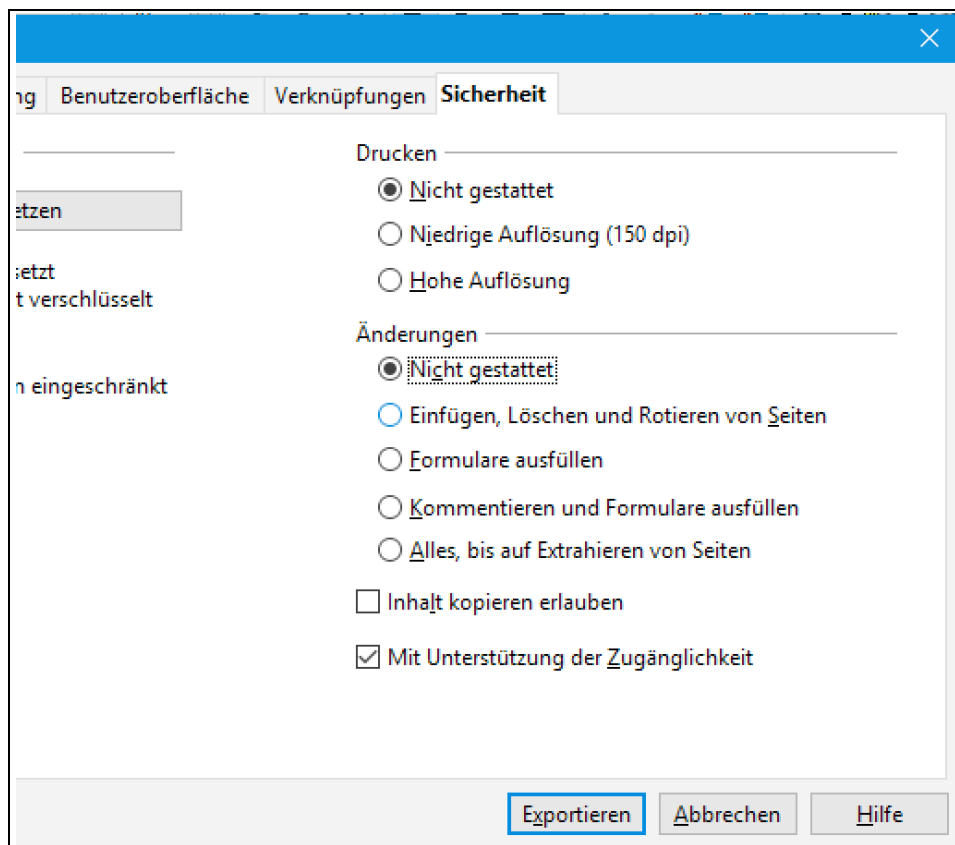 ng Benutzeroberfläche Verknüpfungen Sicherheit
Drucken
Nicht gestattet
etzen
Niedrige Auflösung (150 dpi)
setzt
Hohe Auflösung
t verschlüsselt
Änderungen
Nicht gestattet
n eingeschränkt
Einfügen, Löschen und Rotieren von Seiten
Formulare ausfüllen
Kommentieren und Formulare ausfüllen
Alles, bis auf Extrahieren von Seiten
Inhalt kopieren erlauben
Mit Unterstützung der Zugänglichkeit
Exportieren Abbrechen Hilfe